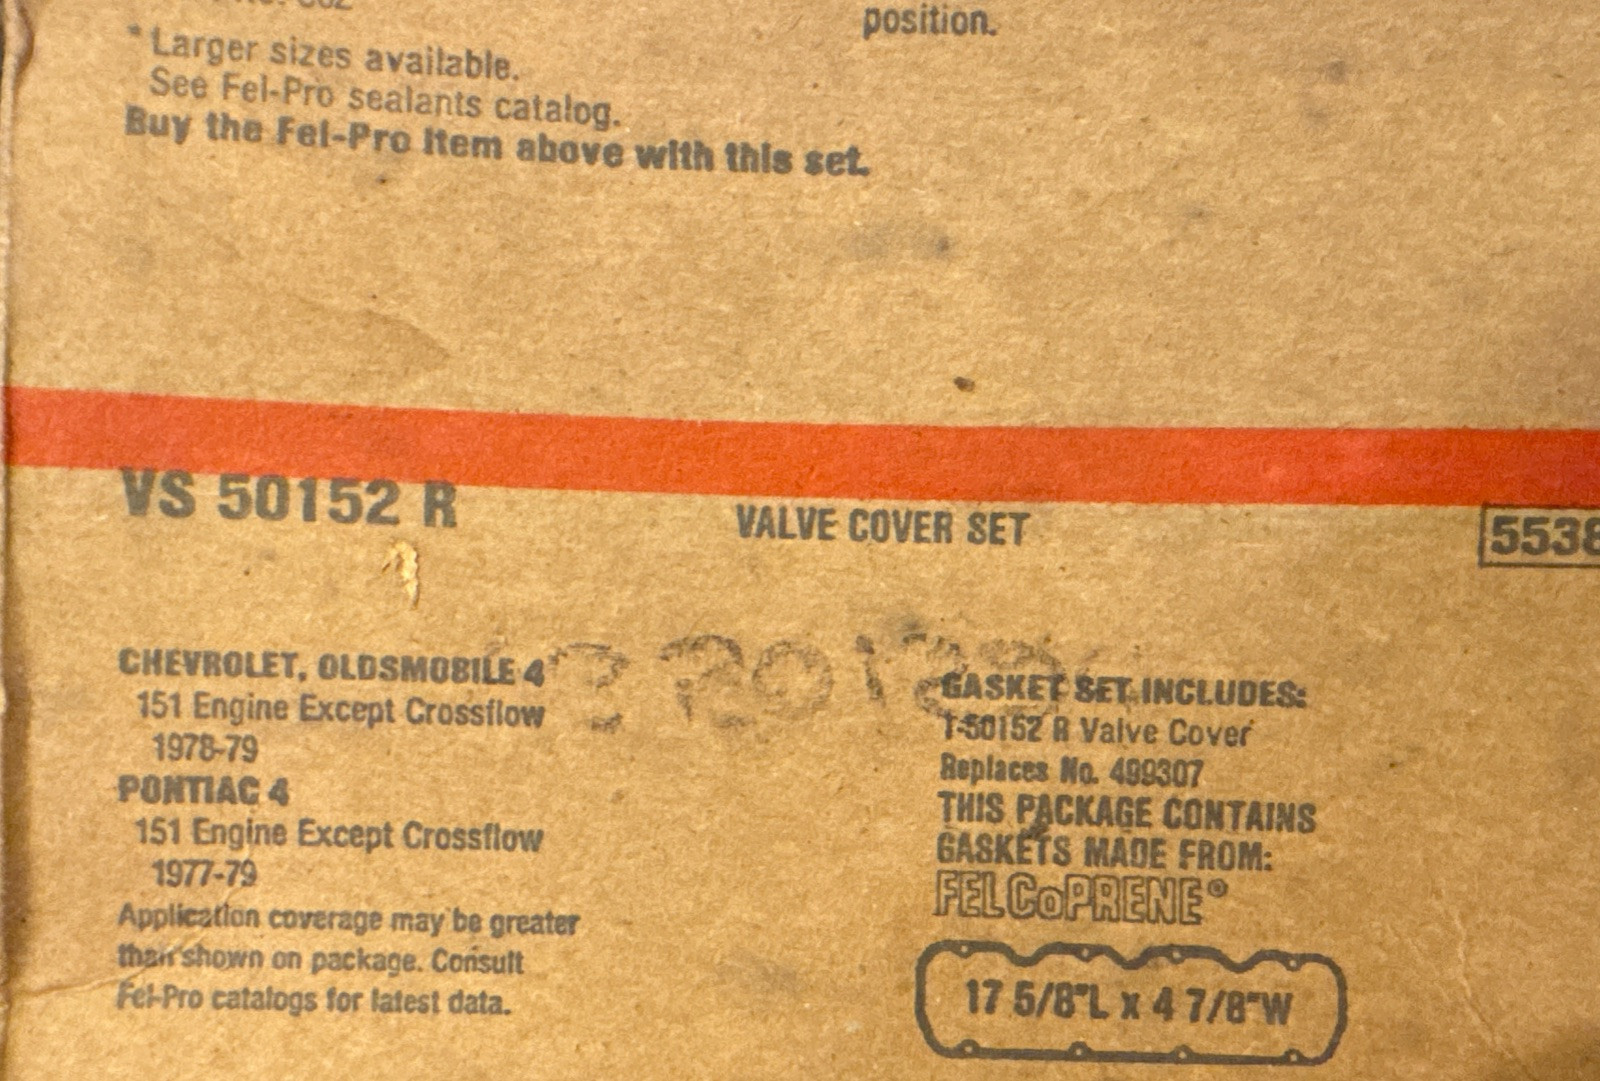 position.
* Larger sizes available.
See Fel-Pro sealants catalog.
Buy the Fel-Pro Item above with this set.
VS 50152 R
VALVE COVER SET
5538
CHEVROLET, OLDSMOBILE 4
151 Engine Except Crossflow
1978-79
PONTIAC 4
151 Engine Except Crossflow
1977-79
Application coverage may be greater
than shown on package. Consult
Fel-Pro catalogs for latest data.
GASKET SET INCLUDES:
1-50152 R Valve Cover
Replaces No. 499307
THIS PACKAGE CONTAINS
GASKETS MADE FROM:
FELCoPRENE®
17 5/8"L x 4 7/8"W